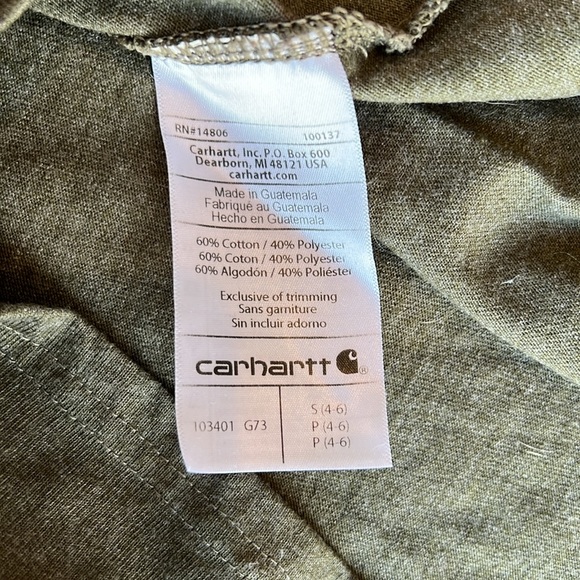 RN#14806 100137
Carhartt, Inc. P.O. Box 600
Dearborn, MI 48121 USA
carhartt.com
Made in Guatemala
Fabriqué au Guatemala
Hecho en Guatemala
60% Cotton / 40% Polyester
60% Coton / 40% Polyester
60% Algodón / 40% Poliéster
Exclusive of trimming
Sans garniture
Sin incluir adorno
carhartt ®
103401 G73
S (4-6)
P (4-6)
P (4-6)